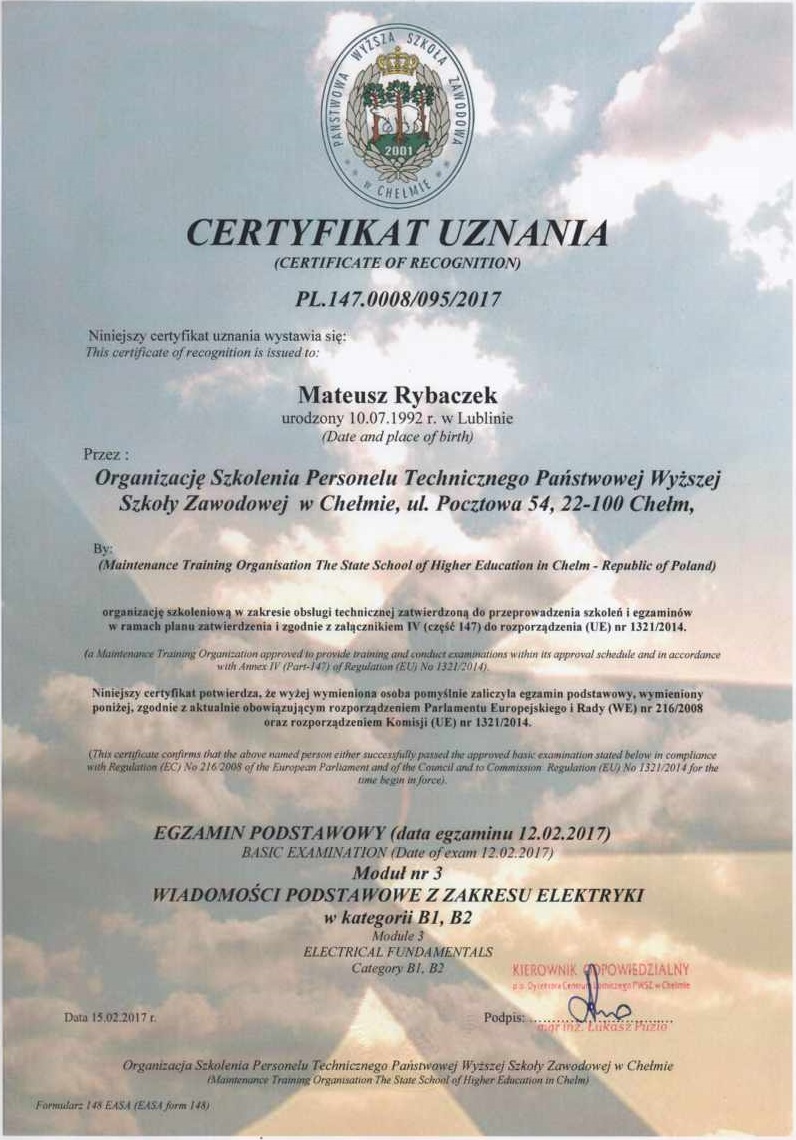 PAŃSTWOWA WYŻSZA SZKOŁA ZAWODOWA
2001
W CHEŁMIE
CERTYFIKAT UZNANIA
(CERTIFICATE OF RECOGNITION)
PL.147.0008/095/2017
Niniejszy certyfikat uznania wystawia się:
This certificate of recognition is issued to:
Mateusz Rybaczek
urodzony 10.07.1992 r. w Lublinie
(Date and place of birth)
Przez :
Organizację Szkolenia Personelu Technicznego Państwowej Wyższej
Szkoły Zawodowej w Chełmie, ul. Pocztowa 54, 22-100 Chełm,
By:
(Maintenance Training Organisation The State School of Higher Education in Chelm - Republic of Poland)
organizację szkoleniową w zakresie obsługi technicznej zatwierdzoną do przeprowadzenia szkoleń i egzaminów
w ramach planu zatwierdzenia i zgodnie z załącznikiem IV (część 147) do rozporządzenia (UE) nr 1321/2014.
(a Maintenance Training Organization approved to provide training and conduct examinations within its approval schedule and in accordance
with Annex IV (Part-147) of Regulation (EU) No 1321/2014).
Niniejszy certyfikat potwierdza, że wyżej wymieniona osoba pomyślnie zaliczyła egzamin podstawowy, wymieniony
poniżej, zgodnie z aktualnie obowiązującym rozporządzeniem Parlamentu Europejskiego i Rady (WE) nr 216/2008
oraz rozporządzeniem Komisji (UE) nr 1321/2014.
(This certificate confirms that the above named person either successfully passed the approved basic examination stated below in compliance
with Regulation (EC) No 216/2008 of the European Parliament and of the Council and to Commission Regulation (EU) No 1321/2014 for the
time begin in force).
EGZAMIN PODSTAWOWY (data egzaminu 12.02.2017)
BASIC EXAMINATION (Date of exam 12.02.2017)
Moduł nr 3
WIADOMOŚCI PODSTAWOWE Z ZAKRESU ELEKTRYKI
w kategorii B1, B2
Module 3
ELECTRICAL FUNDAMENTALS
Category B1, B2
KIEROWNIK ODPOWIEDZIALNY
p.o. Dyrektora Centrum Lotniczego PWSZ w Chełmie
Data 15.02.2017 r.
Podpis:
mgr inż. Łukasz Puzio
Organizacja Szkolenia Personelu Technicznego Państwowej Wyższej Szkoły Zawodowej w Chełmie
(Maintenance Training Organisation The State School of Higher Education in Chelm)
Formularz 148 EASA (EASA form 148)